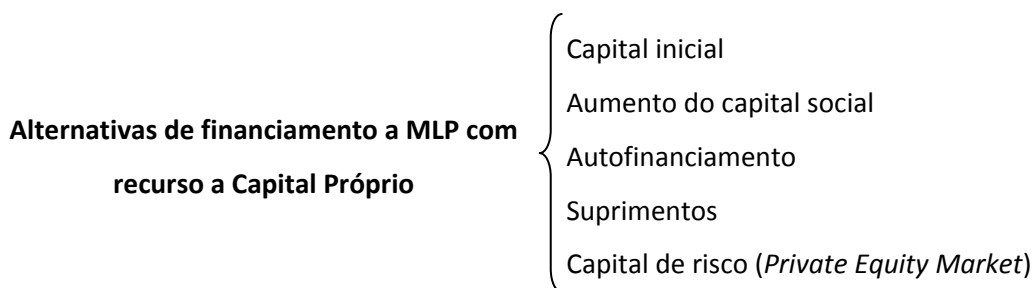 Alternativas de financiamento a MLP com
recurso a Capital Próprio
Capital inicial
Aumento do capital social
Autofinanciamento
Suprimentos
Capital de risco (Private Equity Market)